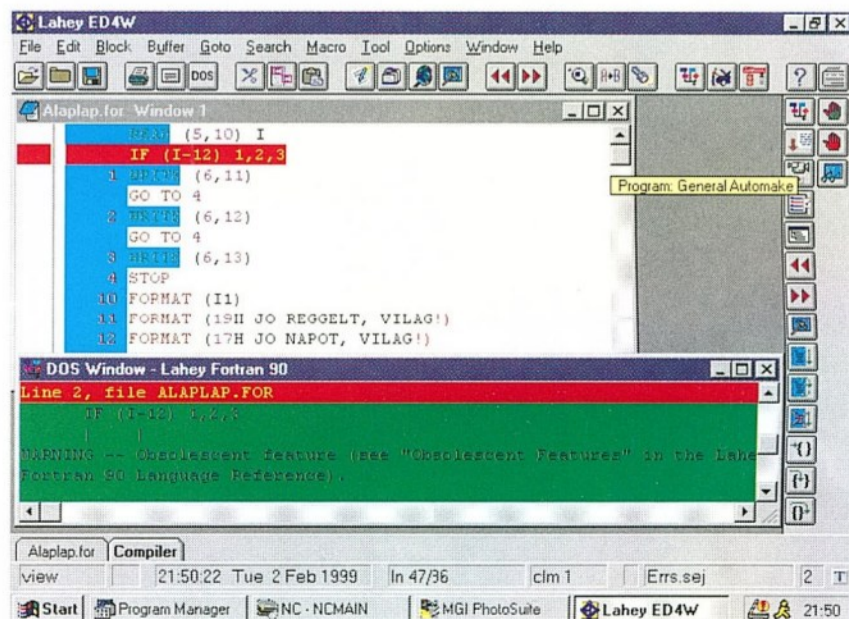 Lahey ED4W
File Edit Block Buffer Goto Search Macro Tool Options Window Help
DOS A+B ?
Alaplap.for Window 1
READ (5,10) I
IF (I-12) 1,2,3
1 WRITE (6,11)
GO TO 4
2 WRITE (6,12)
GO TO 4
3 WRITE (6,13)
4 STOP
10 FORMAT (I1)
11 FORMAT (19H JO REGGELT, VILAG!)
12 FORMAT (17H JO NAPOT, VILAG!)
Program: General Automake
DOS Window - Lahey Fortran 90
Line 2, file ALAPLAP.FOR
IF (I-12) 1,2,3
| |
WARNING -- Obsolescent feature (see "Obsolescent Features" in the Lahe
Fortran 90 Language Reference).
Alaplap.for Compiler
view 21:50:22 Tue 2 Feb 1999 ln 47/36 clm 1 Errs.sej 2 T
Start Program Manager NC - NCMAIN MGI PhotoSuite Lahey ED4W 21:50